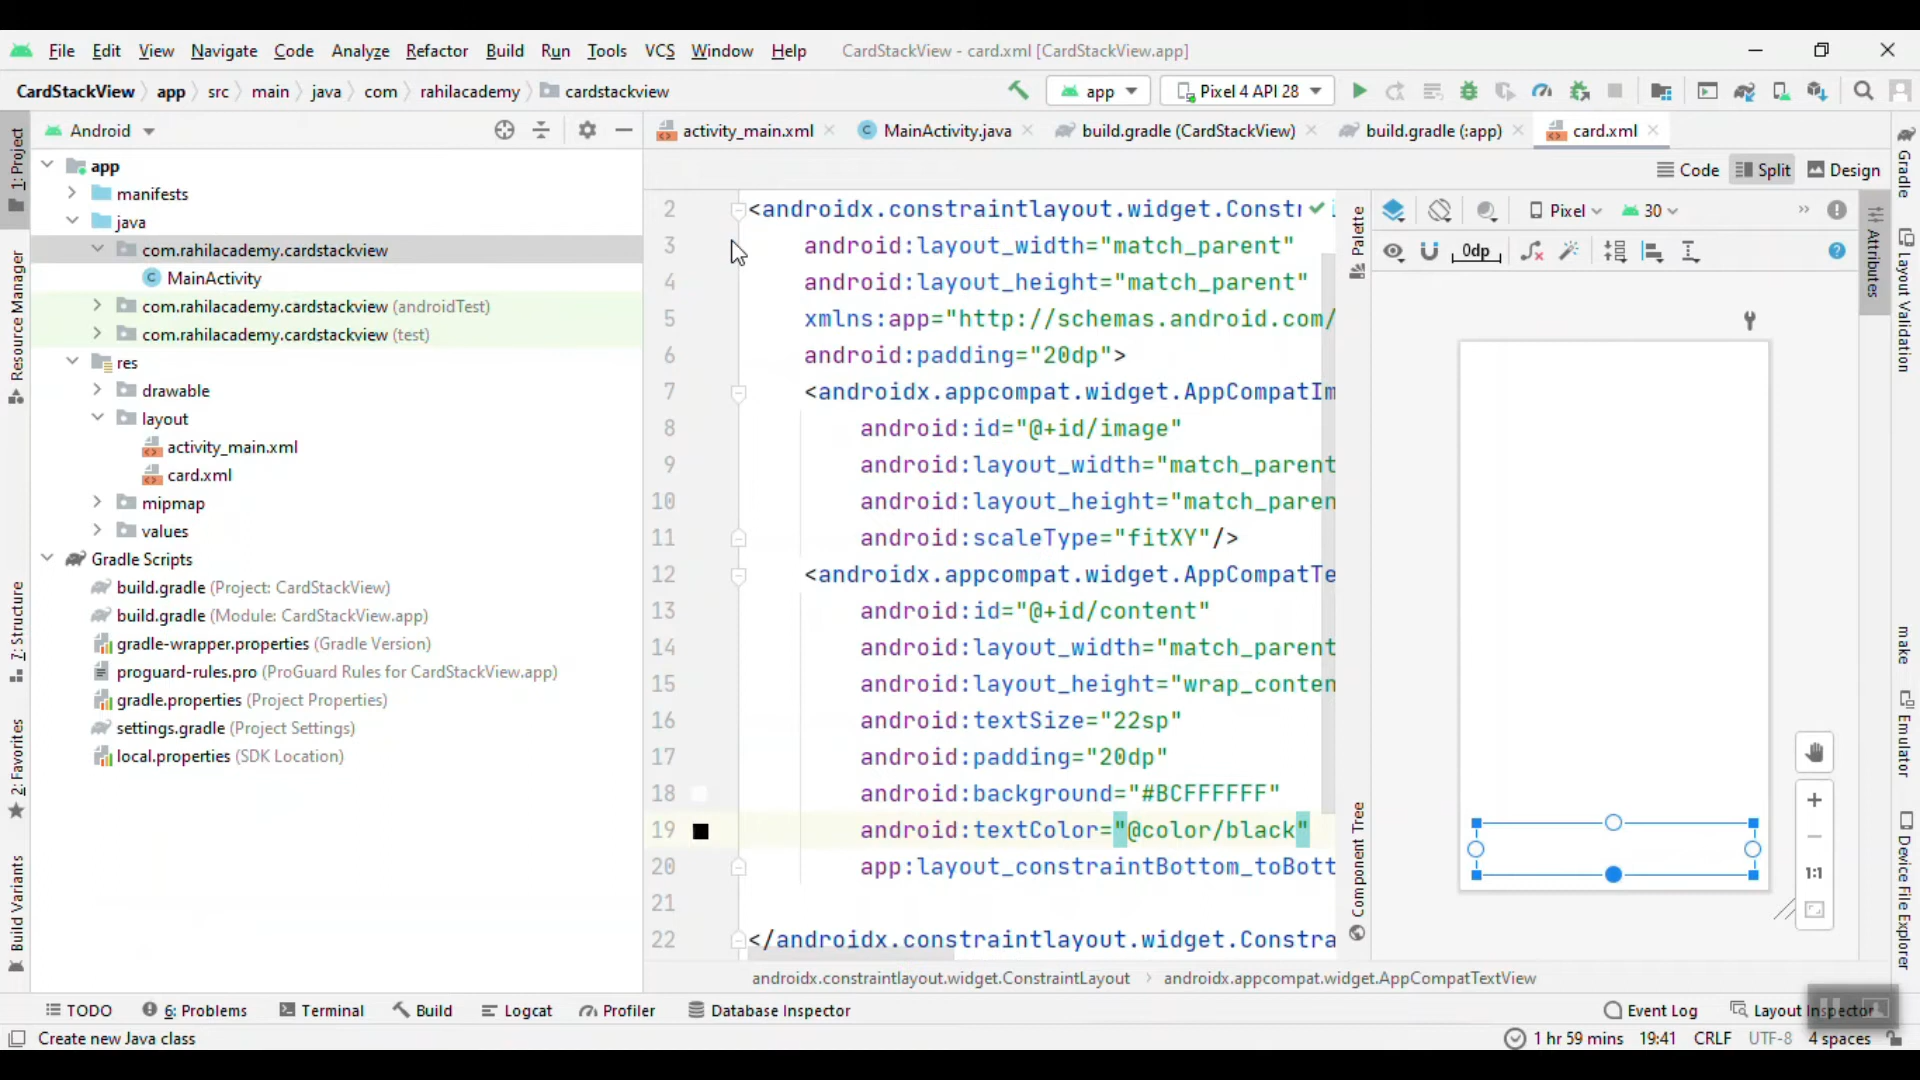 File Edit View Navigate Code Analyze Refactor Build Run Tools VCS Window Help CardStackView - card.xml [CardStackView.app]
CardStackView app src main java com rahilacademy cardstackview app Pixel 4 API 28
Android activity_main.xml MainActivity.java build.gradle (CardStackView) build.gradle (:app) card.xml
Code Split Design
app
manifests
java
com.rahilacademy.cardstackview
MainActivity
com.rahilacademy.cardstackview (androidTest)
com.rahilacademy.cardstackview (test)
res
drawable
layout
activity_main.xml
card.xml
mipmap
values
Gradle Scripts
build.gradle (Project: CardStackView)
build.gradle (Module: CardStackView.app)
gradle-wrapper.properties (Gradle Version)
proguard-rules.pro (ProGuard Rules for CardStackView.app)
gradle.properties (Project Properties)
settings.gradle (Project Settings)
local.properties (SDK Location)
1: Project
Resource Manager
7: Structure
2: Favorites
Build Variants
2 <androidx.constraintlayout.widget.Constr
3 android:layout_width="match_parent"
4 android:layout_height="match_parent"
5 xmlns:app="http://schemas.android.com/
6 android:padding="20dp">
7 <androidx.appcompat.widget.AppCompatIm
8 android:id="@+id/image"
9 android:layout_width="match_parent
10 android:layout_height="match_paren
11 android:scaleType="fitXY"/>
12 <androidx.appcompat.widget.AppCompatTe
13 android:id="@+id/content"
14 android:layout_width="match_parent
15 android:layout_height="wrap_conten
16 android:textSize="22sp"
17 android:padding="20dp"
18 android:background="#BCFFFFFF"
19 android:textColor="@color/black"
20 app:layout_constraintBottom_toBott
21
22 </androidx.constraintlayout.widget.Constra
androidx.constraintlayout.widget.ConstraintLayout androidx.appcompat.widget.AppCompatTextView
Palette
Component Tree
Pixel 30
0dp
1:1
Attributes
Gradle
Layout Validation
make
Emulator
Device File Explorer
TODO 6: Problems Terminal Build Logcat Profiler Database Inspector Event Log Layout Inspector
Create new Java class 1 hr 59 mins 19:41 CRLF UTF-8 4 spaces